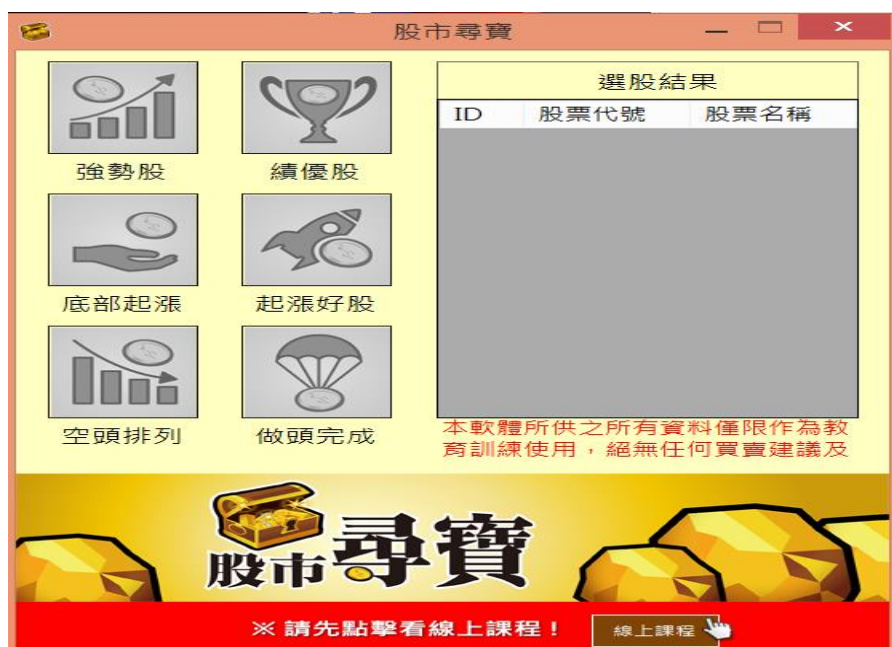 股市尋寶
強勢股
績優股
底部起漲
起漲好股
空頭排列
做頭完成
選股結果
ID 股票代號 股票名稱
本軟體所供之所有資料僅限作為教
育訓練使用，絕無任何買賣建議及
股市尋寶
※請先點擊看線上課程！
線上課程